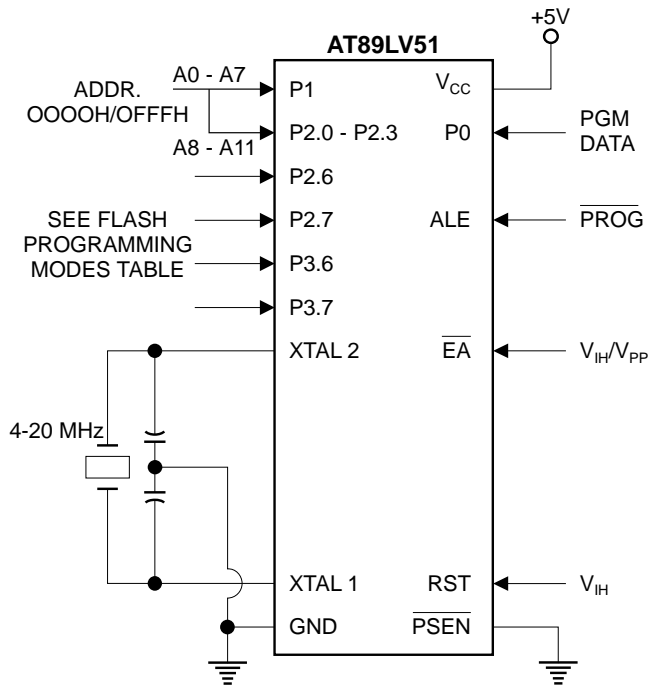 +5V
AT89LV51
ADDR.
OOOOH/OFFFH
A0 - A7
P1
VCC
P2.0 - P2.3
P0
PGM
DATA
A8 - A11
P2.6
SEE FLASH
PROGRAMMING
MODES TABLE
P2.7
ALE
PROG
P3.6
P3.7
XTAL 2
EA
VIH/VPP
4-20 MHz
XTAL 1
RST
VIH
GND
PSEN